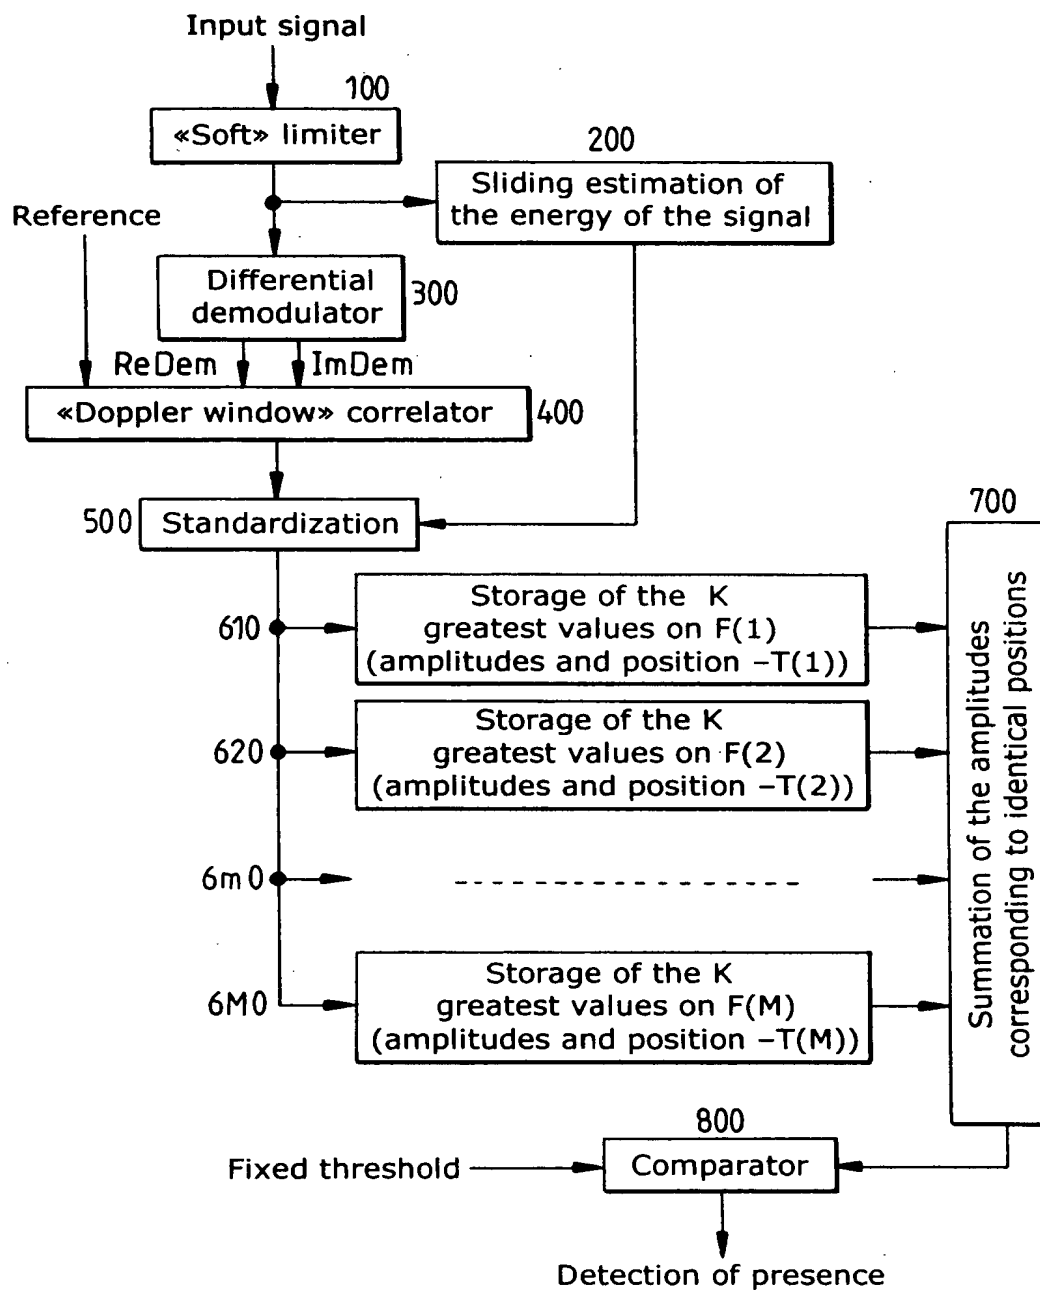 Input signal
100
«Soft» limiter
200
Sliding estimation of
the energy of the signal
Reference
Differential
demodulator
300
ReDem
ImDem
«Doppler window» correlator
400
500
Standardization
700
610
Storage of the K
greatest values on F(1)
(amplitudes and position –T(1))
620
Storage of the K
greatest values on F(2)
(amplitudes and position –T(2))
6m0
6M0
Storage of the K
greatest values on F(M)
(amplitudes and position –T(M))
Summation of the amplitudes
corresponding to identical positions
800
Fixed threshold
Comparator
Detection of presence